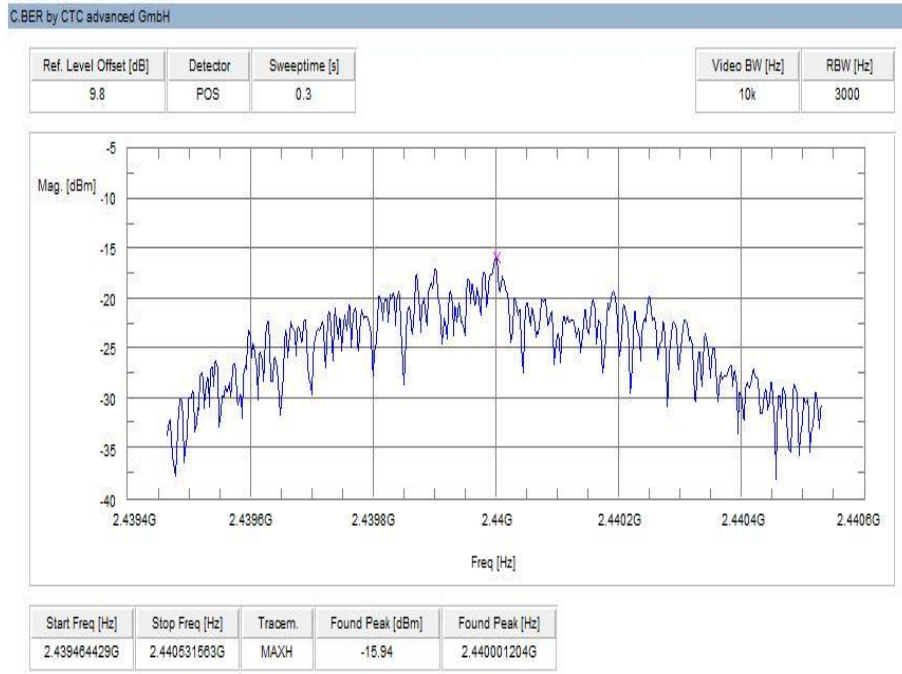 C.BER by CTC advanced GmbH
Ref. Level Offset [dB] Detector Sweeptime [s] Video BW [Hz] RBW [Hz]
9.8 POS 0.3 10k 3000
-5
Mag. [dBm]
-10
-15
-20
-25
-30
-35
-40
2.4394G 2.4396G 2.4398G 2.44G 2.4402G 2.4404G 2.4406G
Freq [Hz]
Start Freq [Hz] Stop Freq [Hz] Tracem. Found Peak [dBm] Found Peak [Hz]
2.439464429G 2.440531563G MAXH -15.94 2.440001204G